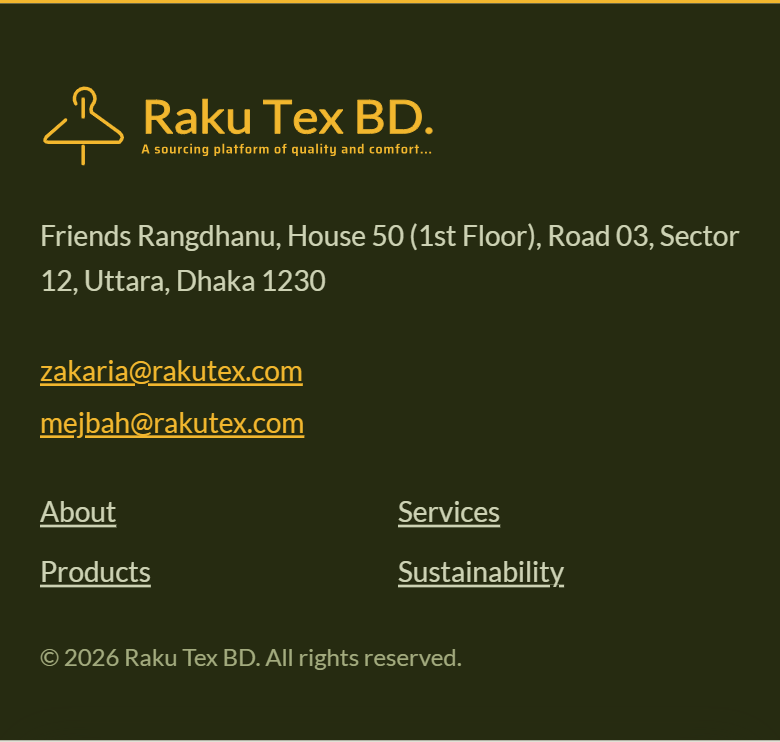 Raku Tex BD.
A sourcing platform of quality and comfort...
Friends Rangdhanu, House 50 (1st Floor), Road 03, Sector
12, Uttara, Dhaka 1230
zakaria@rakutex.com
mejbah@rakutex.com
About
Services
Products
Sustainability
© 2026 Raku Tex BD. All rights reserved.